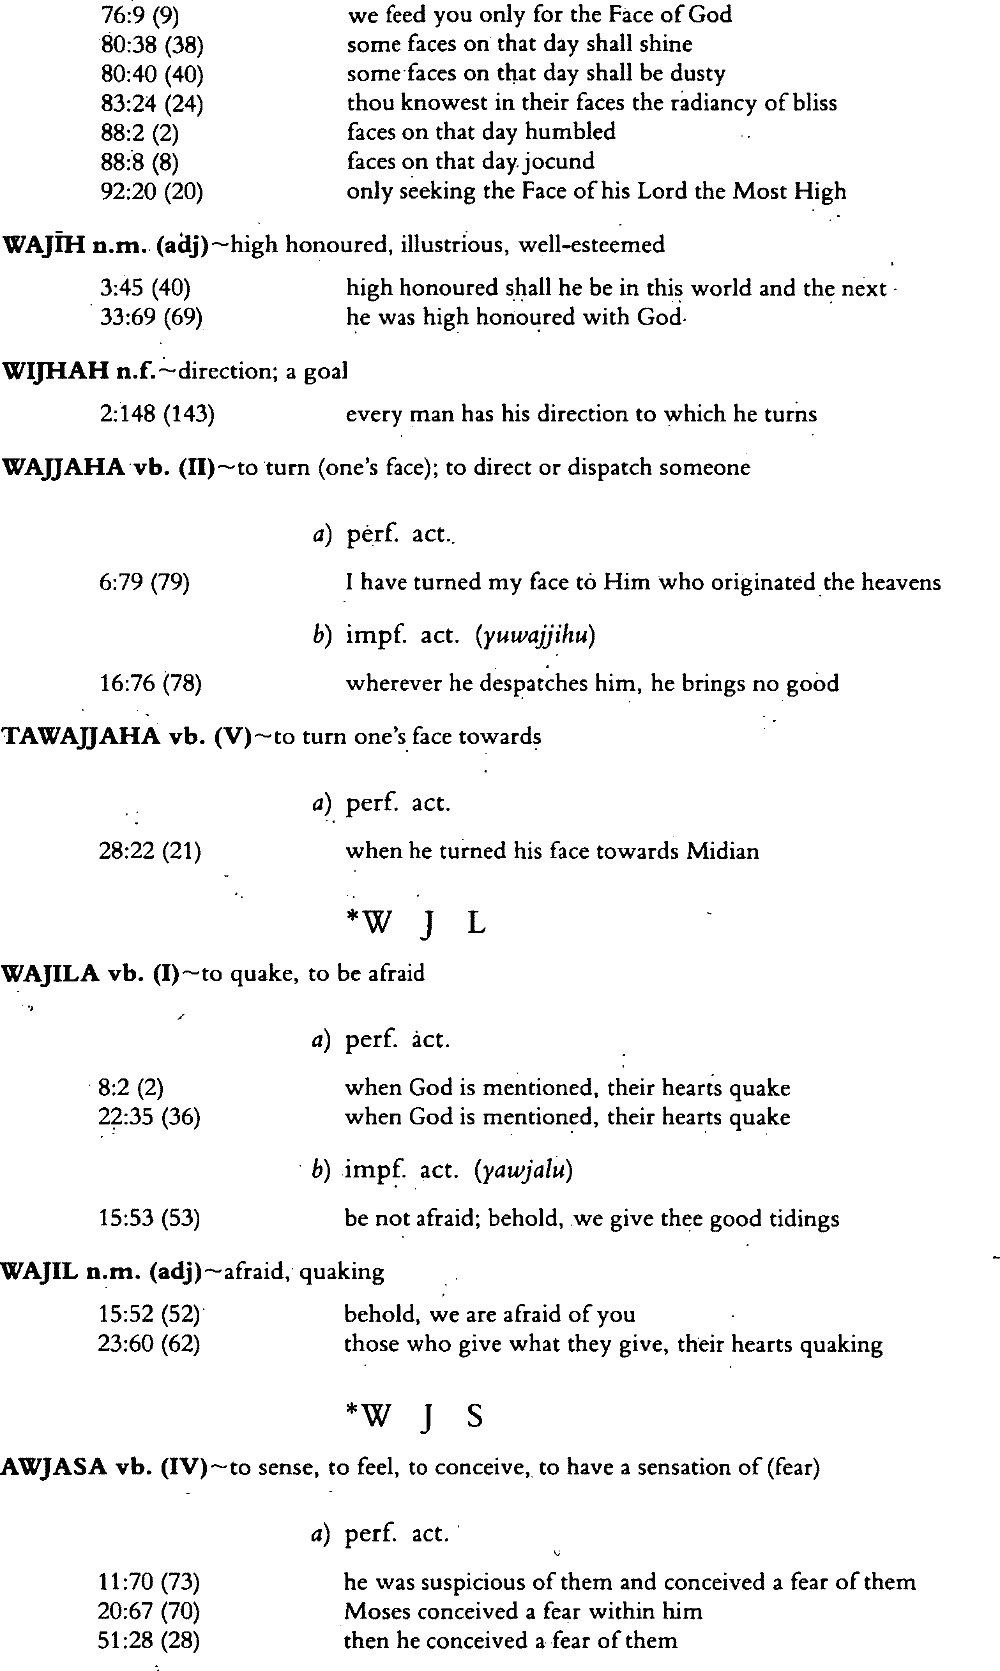 76:9 (9) we feed you only for the Face of God
80:38 (38) some faces on that day shall shine
80:40 (40) some faces on that day shall be dusty
83:24 (24) thou knowest in their faces the radiancy of bliss
88:2 (2) faces on that day humbled
88:8 (8) faces on that day jocund
92:20 (20) only seeking the Face of his Lord the Most High
WAJĪH n.m. (adj)~high honoured, illustrious, well-esteemed
3:45 (40) high honoured shall he be in this world and the next
33:69 (69) he was high honoured with God
WIJHAH n.f.~direction; a goal
2:148 (143) every man has his direction to which he turns
WAJJAHA vb. (II)~to turn (one's face); to direct or dispatch someone
a) perf. act.
6:79 (79) I have turned my face to Him who originated the heavens
b) impf. act. (yuwajjihu)
16:76 (78) wherever he despatches him, he brings no good
TAWAJJAHA vb. (V)~to turn one's face towards
a) perf. act.
28:22 (21) when he turned his face towards Midian
*W J L
WAJILA vb. (I)~to quake, to be afraid
a) perf. act.
8:2 (2) when God is mentioned, their hearts quake
22:35 (36) when God is mentioned, their hearts quake
b) impf. act. (yawjalu)
15:53 (53) be not afraid; behold, we give thee good tidings
WAJIL n.m. (adj)~afraid, quaking
15:52 (52) behold, we are afraid of you
23:60 (62) those who give what they give, their hearts quaking
*W J S
AWJASA vb. (IV)~to sense, to feel, to conceive, to have a sensation of (fear)
a) perf. act.
11:70 (73) he was suspicious of them and conceived a fear of them
20:67 (70) Moses conceived a fear within him
51:28 (28) then he conceived a fear of them